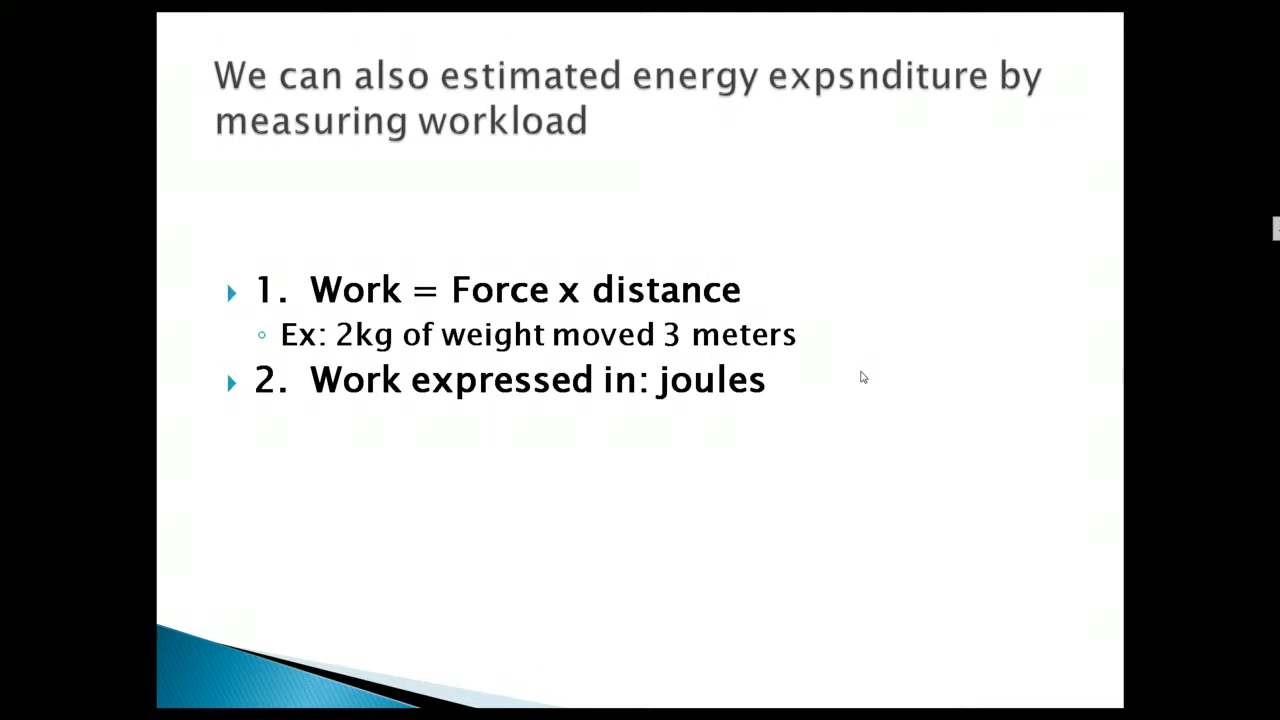 We can also estimated energy expsnditure by
measuring workload
1. Work = Force x distance
Ex: 2kg of weight moved 3 meters
2. Work expressed in: joules